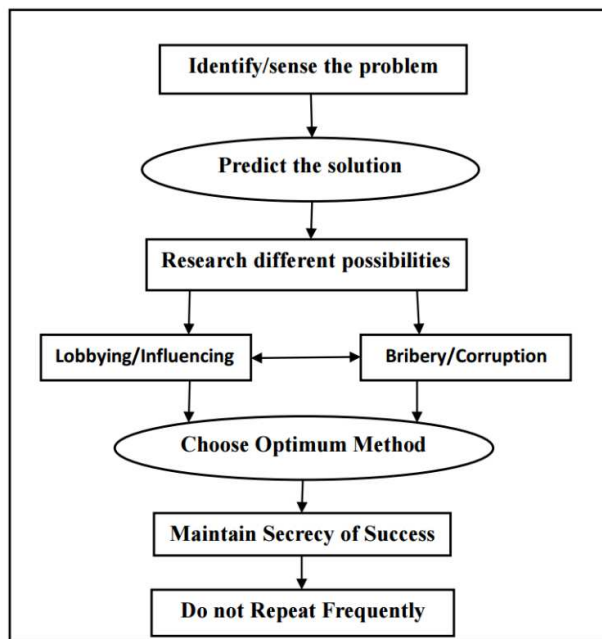 Identify/sense the problem
Predict the solution
Research different possibilities
Lobbying/Influencing
Bribery/Corruption
Choose Optimum Method
Maintain Secrecy of Success
Do not Repeat Frequently